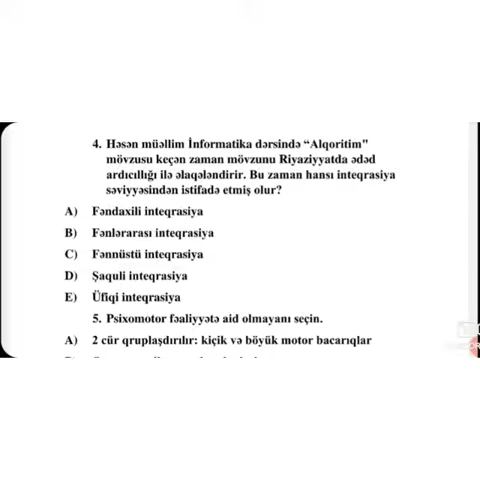 4. Həsən müəllim İnformatika dərsində “Alqoritim"
mövzusu keçən zaman mövzunu Riyaziyyatda ədəd
ardıcıllığı ilə əlaqələndirir. Bu zaman hansı inteqrasiya
səviyyəsindən istifadə etmiş olur?
A) Fəndaxili inteqrasiya
B) Fənlərarası inteqrasiya
C) Fənnüstü inteqrasiya
D) Şaquli inteqrasiya
E) Üfiqi inteqrasiya
5. Psixomotor fəaliyyətə aid olmayanı seçin.
A) 2 cür qruplaşdırılır: kiçik və böyük motor bacarıqlar